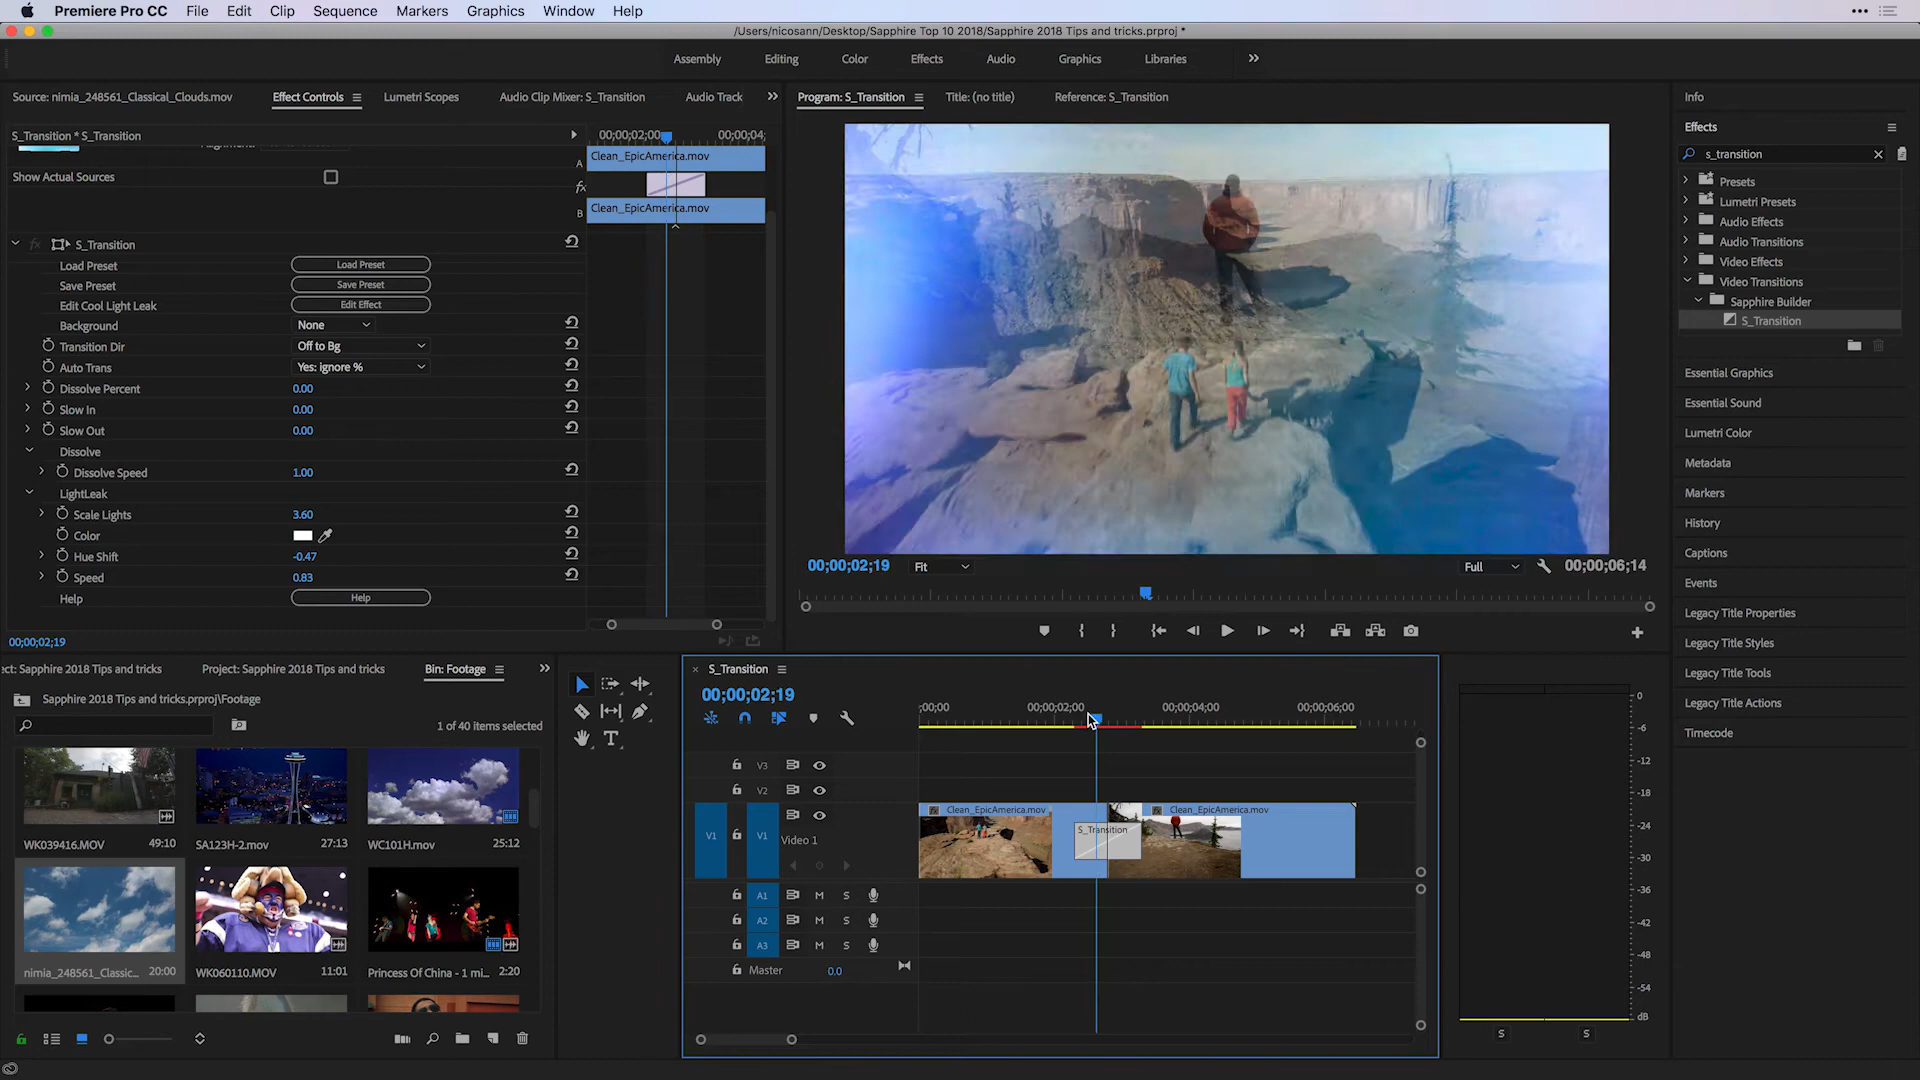 Premiere Pro CC File Edit Clip Sequence Markers Graphics Window Help
/Users/nicosann/Desktop/Sapphire Top 10 2018/Sapphire 2018 Tips and tricks.prproj *
Assembly Editing Color Effects Audio Graphics Libraries
Source: nimia_248561_Classical_Clouds.mov Effect Controls Lumetri Scopes Audio Clip Mixer: S_Transition Audio Track
S_Transition * S_Transition
00;00;02;00 00;00;04;
Show Actual Sources
A Clean_EpicAmerica.mov
fx
B Clean_EpicAmerica.mov
fx S_Transition
Load Preset Load Preset
Save Preset Save Preset
Edit Cool Light Leak Edit Effect
Background None
Transition Dir Off to Bg
Auto Trans Yes: ignore %
Dissolve Percent 0.00
Slow In 0.00
Slow Out 0.00
Dissolve
Dissolve Speed 1.00
LightLeak
Scale Lights 3.60
Color
Hue Shift -0.47
Speed 0.83
Help Help
00;00;02;19
Program: S_Transition Title: (no title) Reference: S_Transition
00;00;02;19 Fit Full 00;00;06;14
Info
Effects
s_transition
Presets
Lumetri Presets
Audio Effects
Audio Transitions
Video Effects
Video Transitions
Sapphire Builder
S_Transition
Essential Graphics
Essential Sound
Lumetri Color
Metadata
Markers
History
Captions
Events
Legacy Title Properties
Legacy Title Styles
Legacy Title Tools
Legacy Title Actions
Timecode
ct: Sapphire 2018 Tips and tricks Project: Sapphire 2018 Tips and tricks Bin: Footage
Sapphire 2018 Tips and tricks.prproj\Footage
1 of 40 items selected
WK039416.MOV 49:10
SA123H-2.mov 27:13
WC101H.mov 25:12
nimia_248561_Classic... 20:00
WK060110.MOV 11:01
Princess Of China - 1 mi... 2:20
S_Transition
00;00;02;19
;00;00 00;00;02;00 00;00;04;00 00;00;06;00
V3
V2
V1 V1 Video 1
Clean_EpicAmerica.mov S_Transition Clean_EpicAmerica.mov
A1 M S
A2 M S
A3 M S
Master 0.0
0
-6
-12
-18
-24
-30
-36
-42
-48
-54
dB
S S